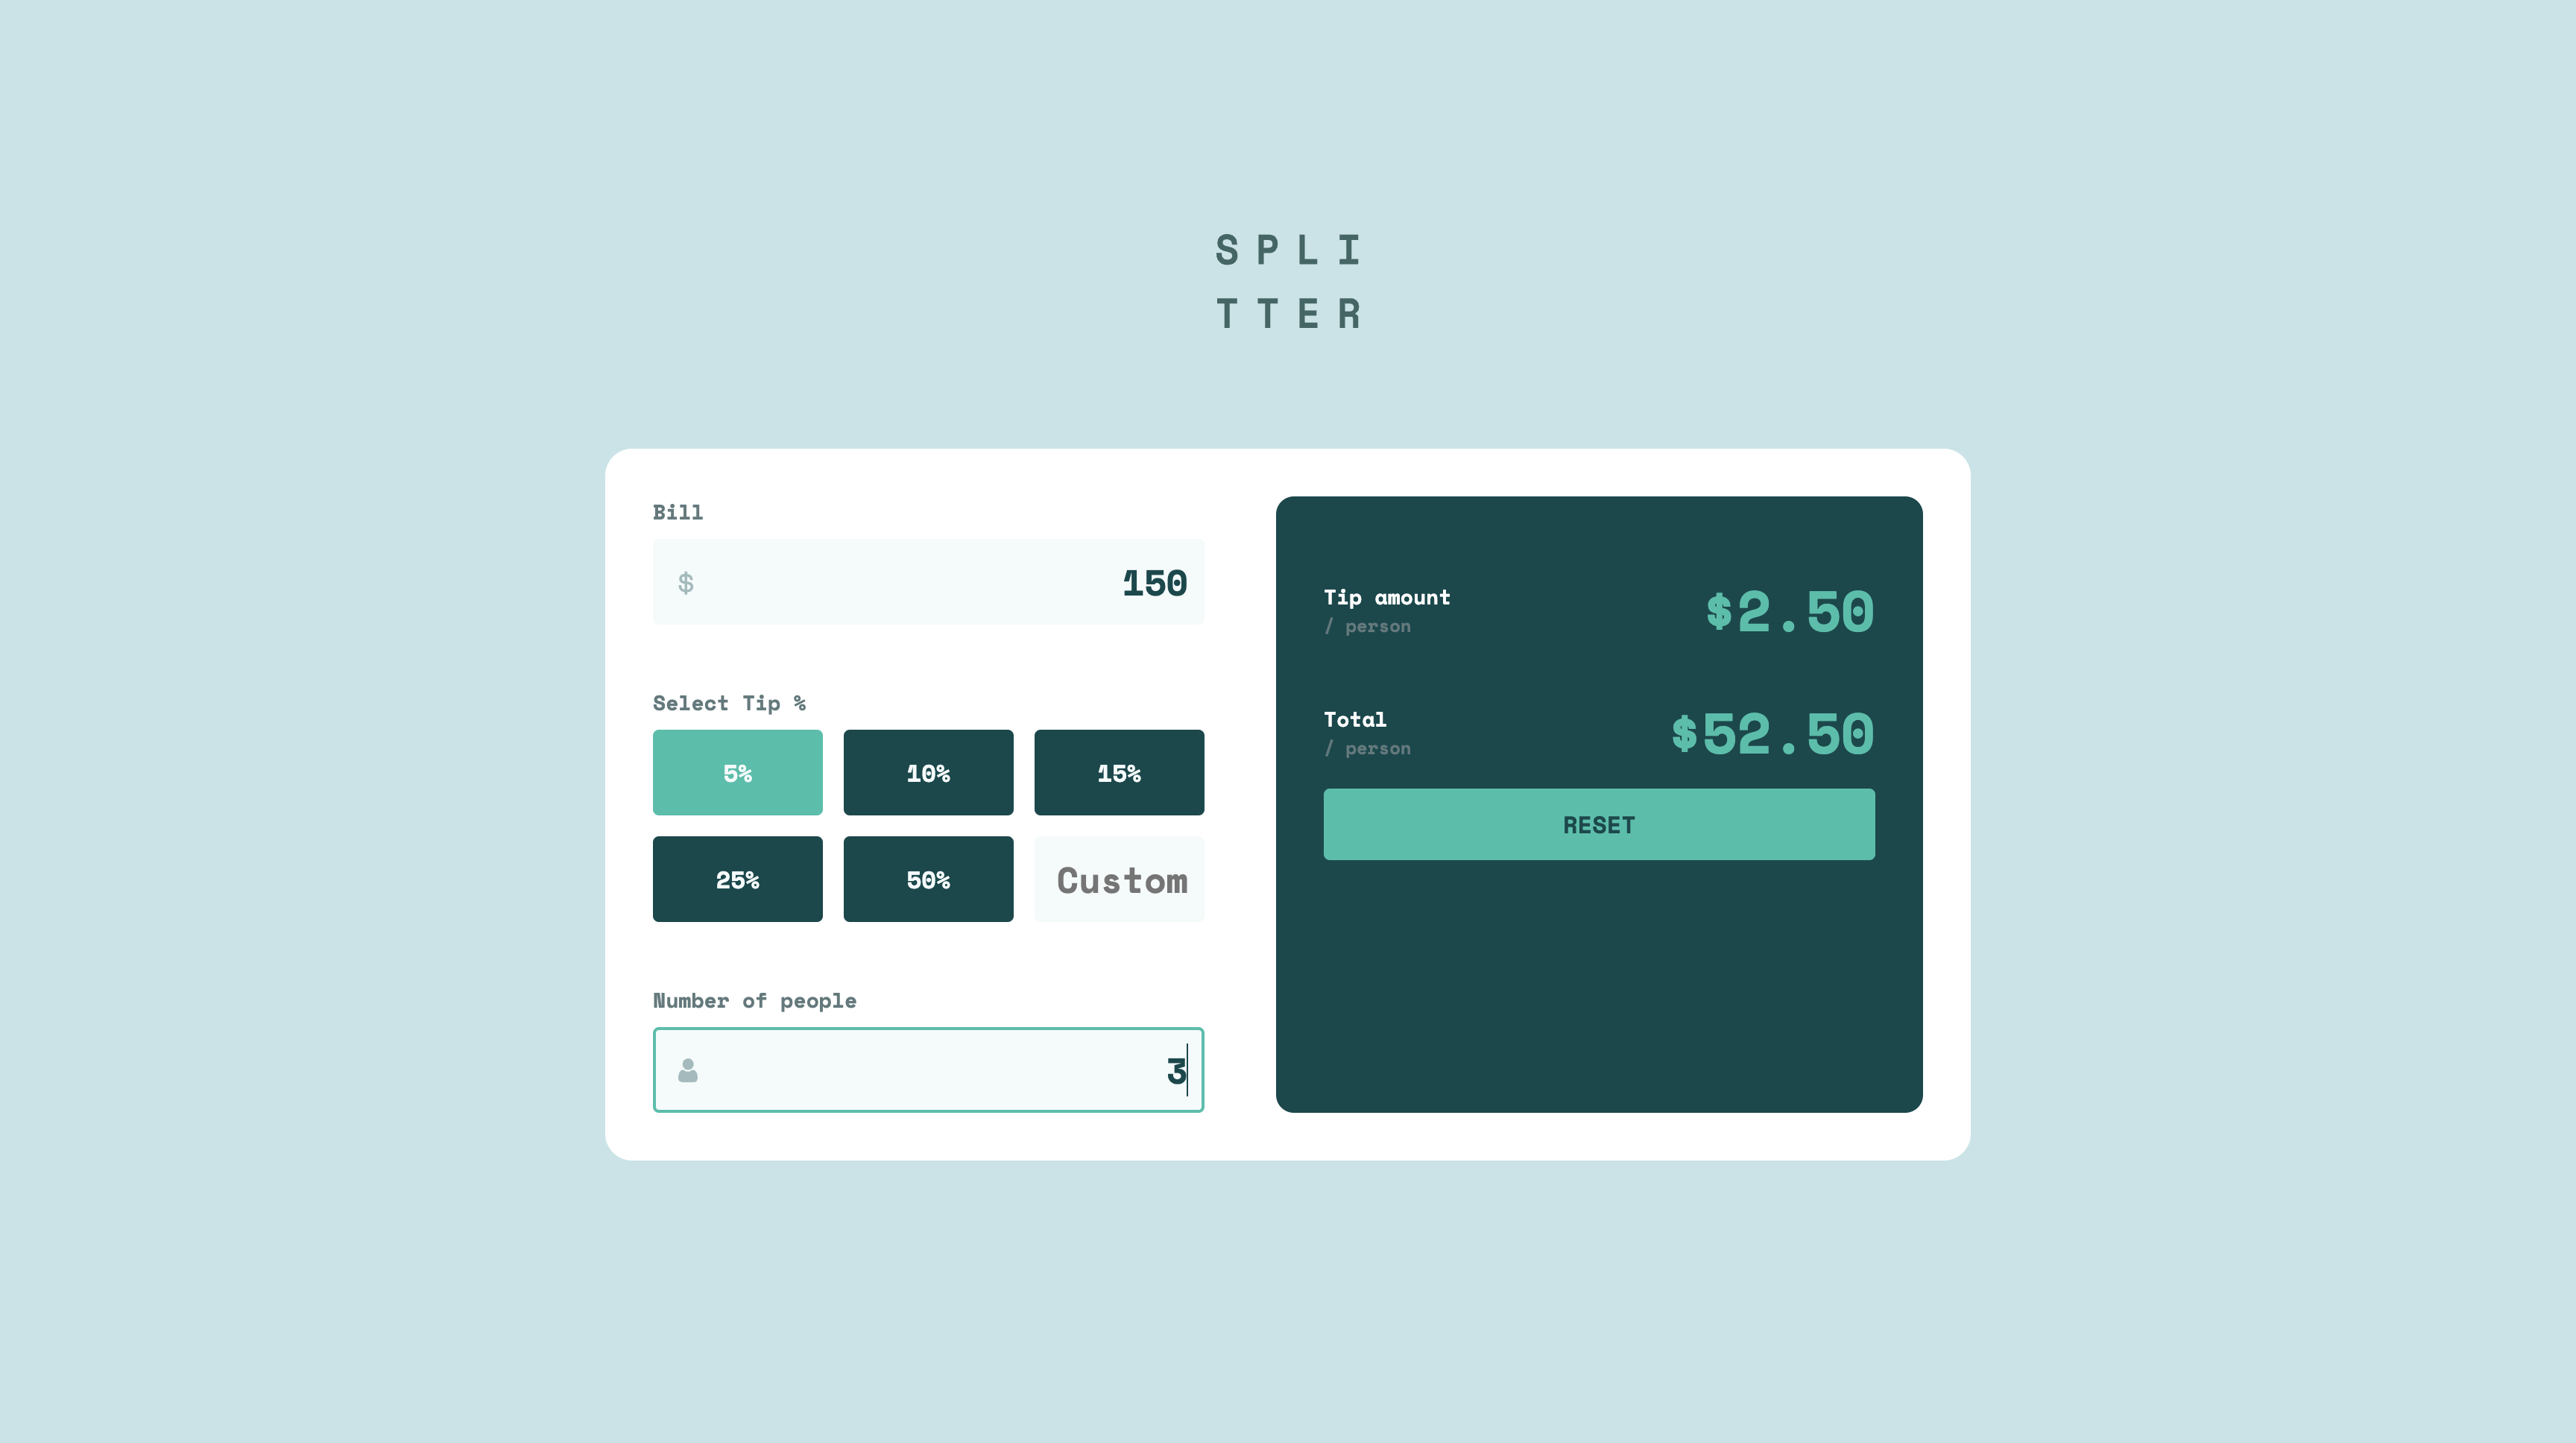 S P L I
T T E R
Bill
$ 150
Select Tip %
5% 10% 15%
25% 50% Custom
Number of people
3
Tip amount
/ person
$2.50
Total
/ person
$52.50
RESET